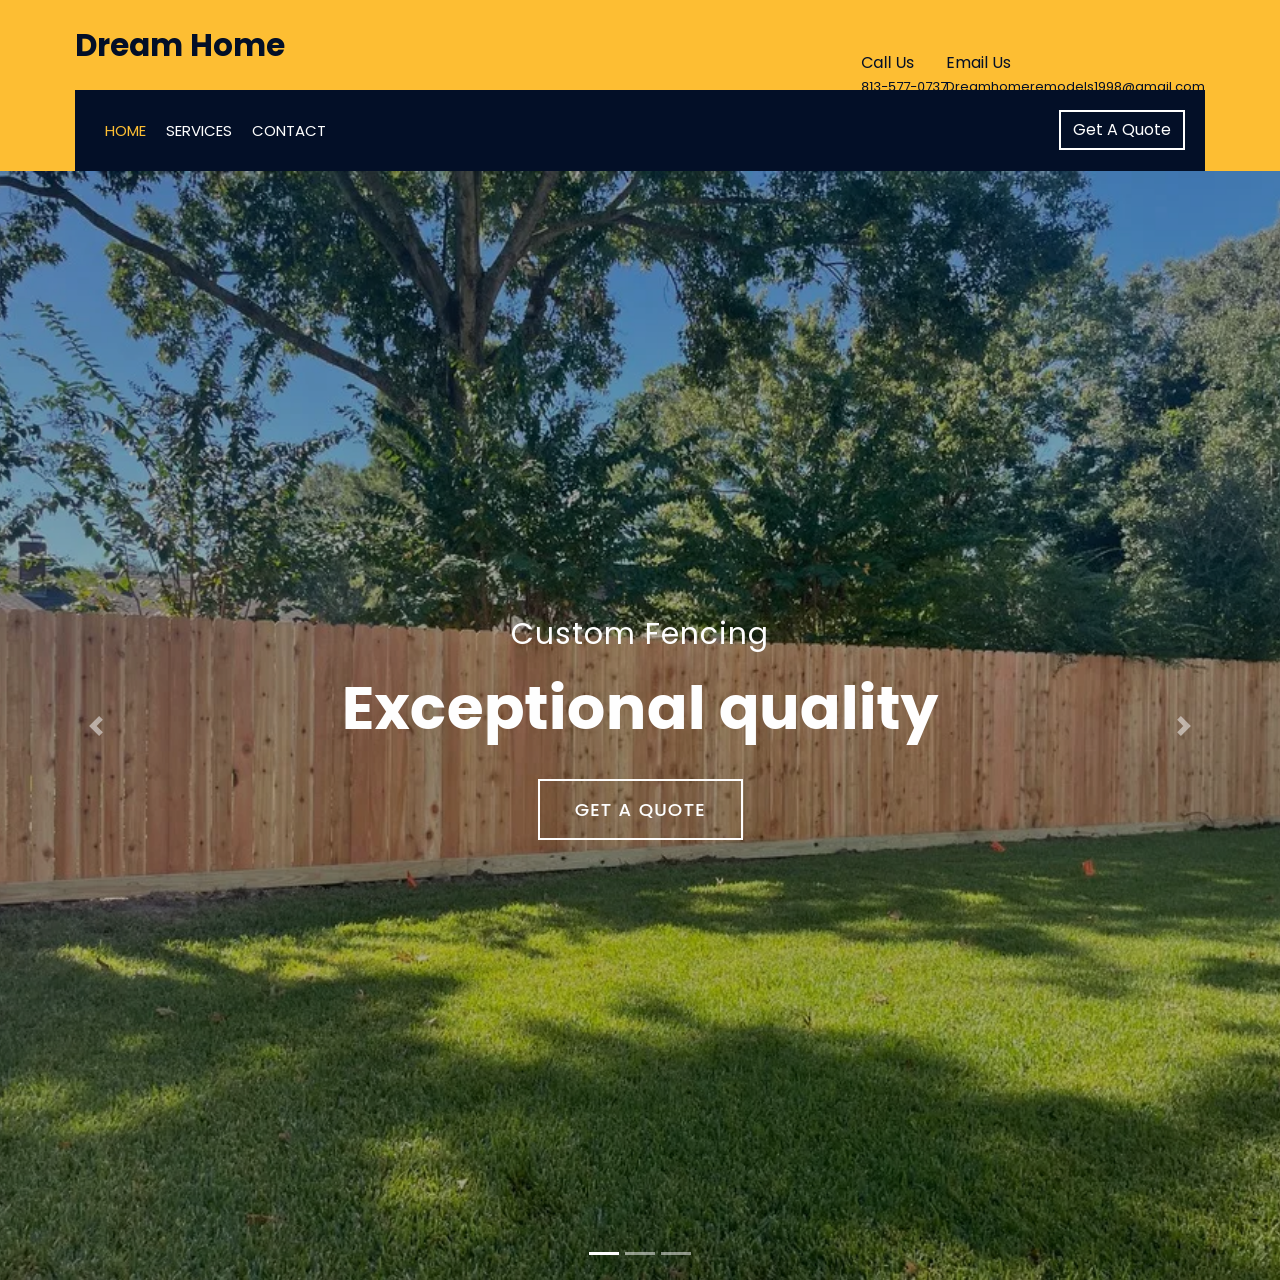 Dream Home
Call Us
Email Us
813-577-0737
Dreamhomeremodels1998@gmail.com
HOME
SERVICES
CONTACT
Get A Quote
Custom Fencing
Exceptional quality
GET A QUOTE